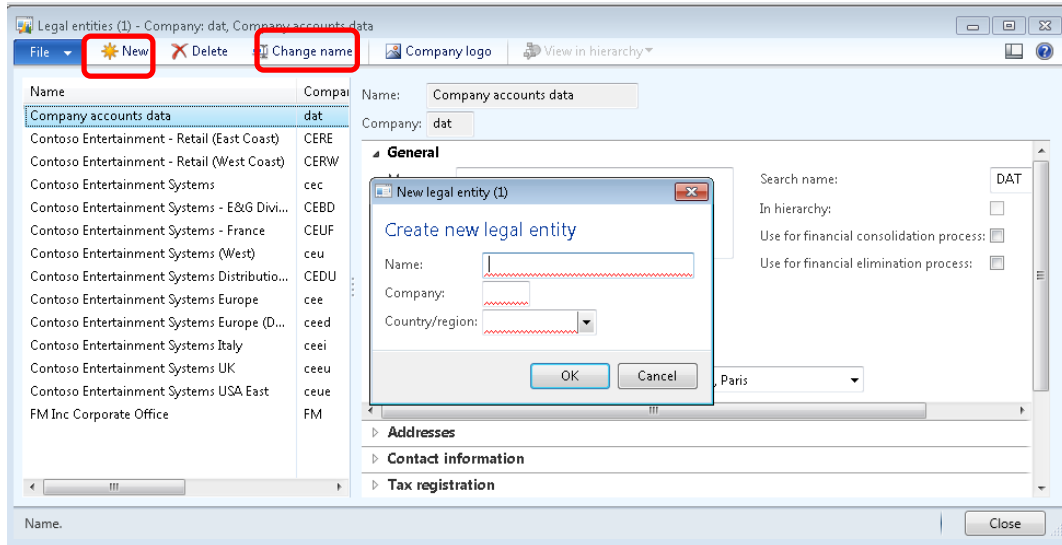 Legal entities (1) - Company: dat, Company accounts data
File New Delete Change name Company logo View in hierarchy
Name Compa
Company accounts data dat
Contoso Entertainment - Retail (East Coast) CERE
Contoso Entertainment - Retail (West Coast) CERW
Contoso Entertainment Systems cec
Contoso Entertainment Systems - E&G Divi... CEBD
Contoso Entertainment Systems - France CEUF
Contoso Entertainment Systems (West) ceu
Contoso Entertainment Systems Distributio... CEDU
Contoso Entertainment Systems Europe cee
Contoso Entertainment Systems Europe (D... ceed
Contoso Entertainment Systems Italy ceei
Contoso Entertainment Systems UK ceeu
Contoso Entertainment Systems USA East ceue
FM Inc Corporate Office FM
Name: Company accounts data
Company: dat
General
Search name: DAT
In hierarchy:
Use for financial consolidation process:
Use for financial elimination process:
New legal entity (1)
Create new legal entity
Name:
Company:
Country/region:
OK Cancel
, Paris
Addresses
Contact information
Tax registration
Name.
Close